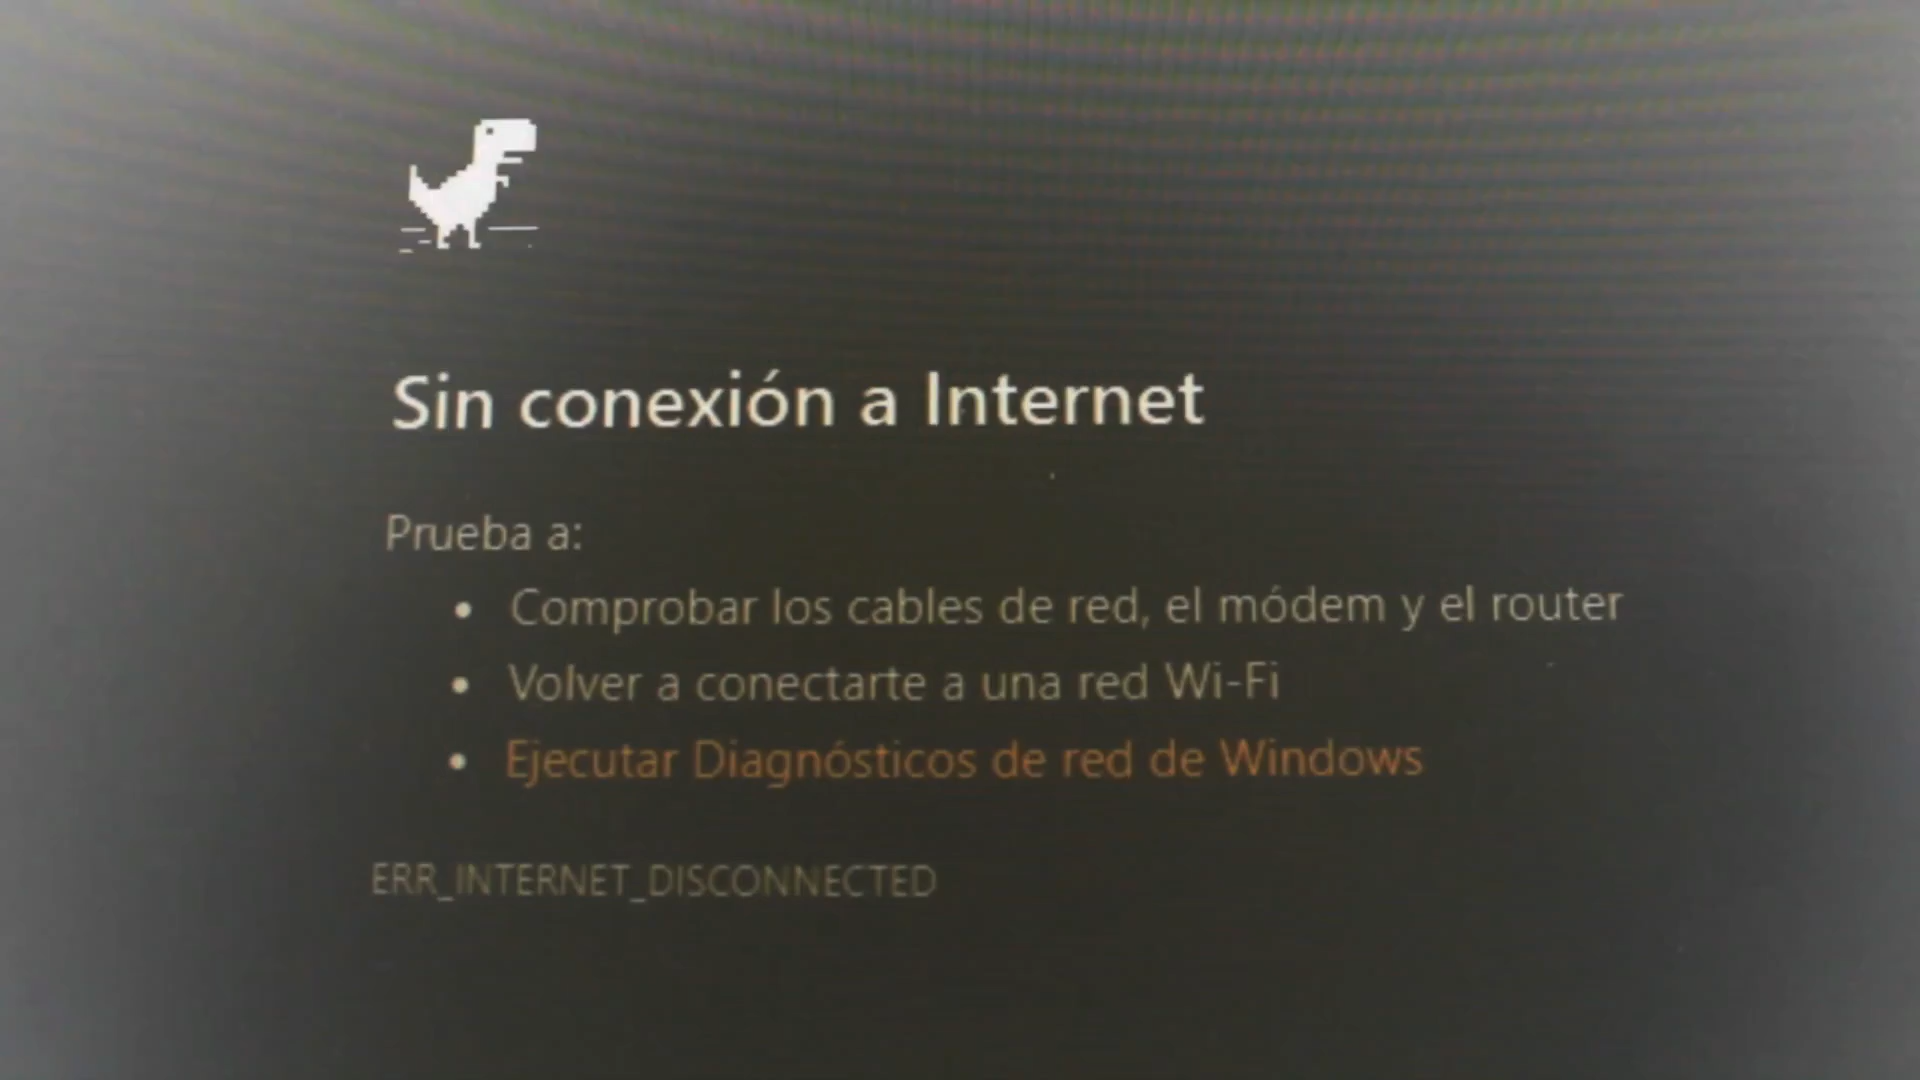 Sin conexión a Internet
Prueba a:
• Comprobar los cables de red, el módem y el router
• Volver a conectarte a una red Wi-Fi
• Ejecutar Diagnósticos de red de Windows
ERR_INTERNET_DISCONNECTED